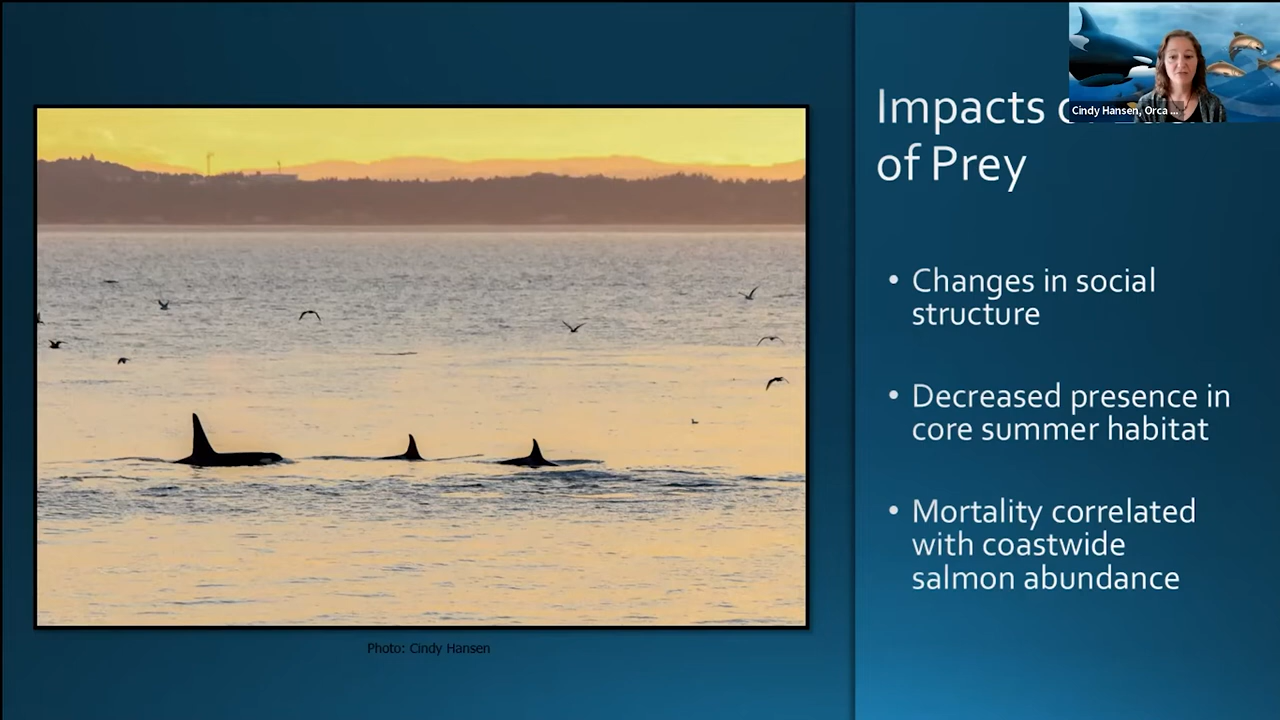 Cindy Hansen, Orca ...
Impacts
of Prey
• Changes in social
structure
• Decreased presence in
core summer habitat
• Mortality correlated
with coastwide
salmon abundance
Photo: Cindy Hansen